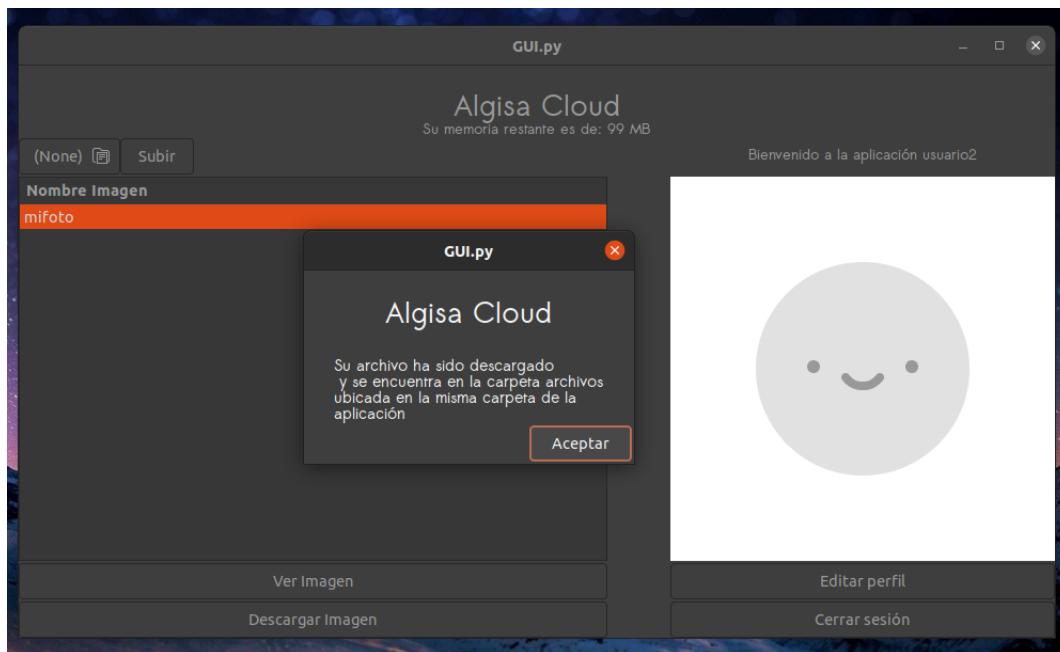 GUI.py
Algisa Cloud
Su memoria restante es de: 99 MB
(None) Subir
Bienvenido a la aplicación usuario2
Nombre Imagen
mifoto
GUI.py
Algisa Cloud
Su archivo ha sido descargado
y se encuentra en la carpeta archivos
ubicada en la misma carpeta de la
aplicación
Aceptar
Ver Imagen
Editar perfil
Descargar Imagen
Cerrar sesión